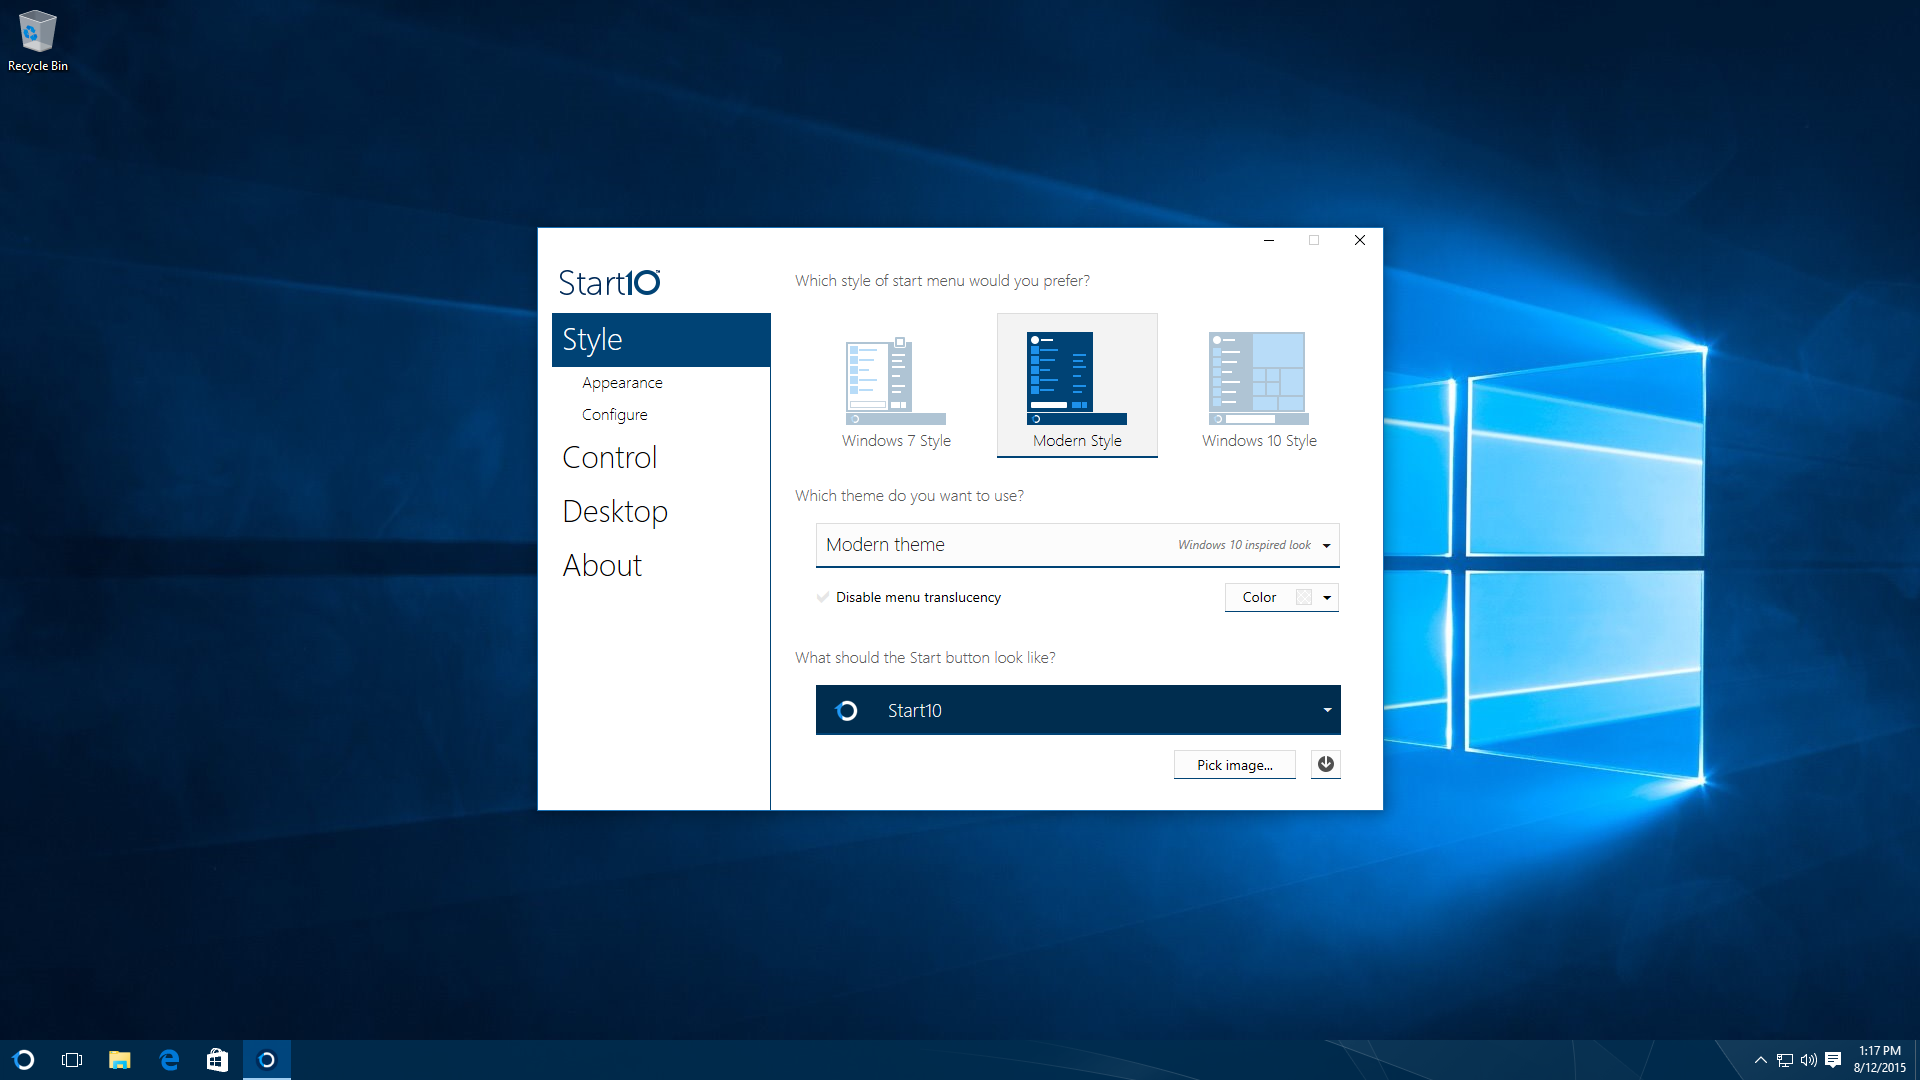 Recycle Bin
Start10™
Which style of start menu would you prefer?
Style
Appearance
Configure
Control
Desktop
About
Windows 7 Style
Modern Style
Windows 10 Style
Which theme do you want to use?
Modern theme
Windows 10 inspired look
Disable menu translucency
Color
What should the Start button look like?
Start10
Pick image...
1:17 PM
8/12/2015